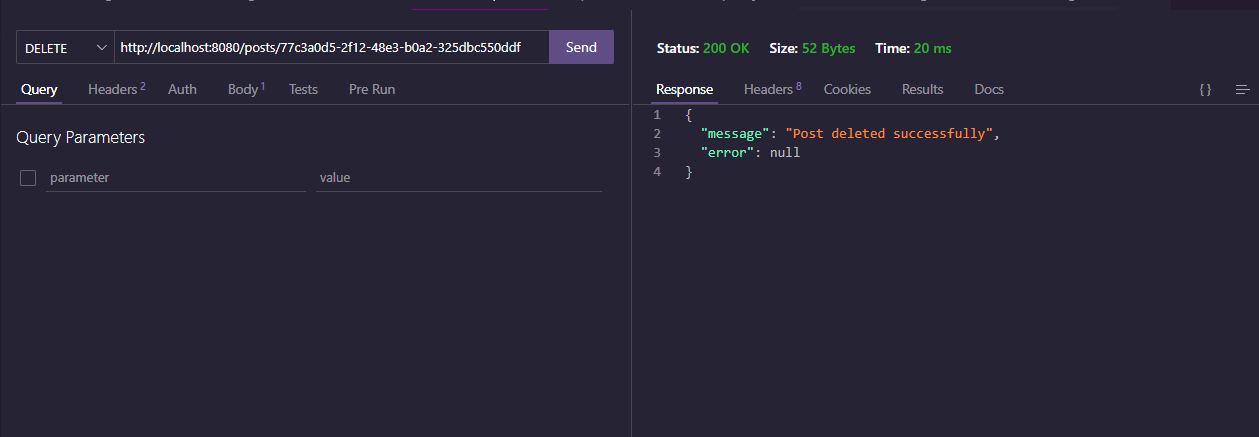 DELETE http://localhost:8080/posts/77c3a0d5-2f12-48e3-b0a2-325dbc550ddf Send
Query Headers 2 Auth Body 1 Tests Pre Run
Query Parameters
parameter value
Status: 200 OK Size: 52 Bytes Time: 20 ms
Response Headers 8 Cookies Results Docs { }
1 {
2 "message": "Post deleted successfully",
3 "error": null
4 }